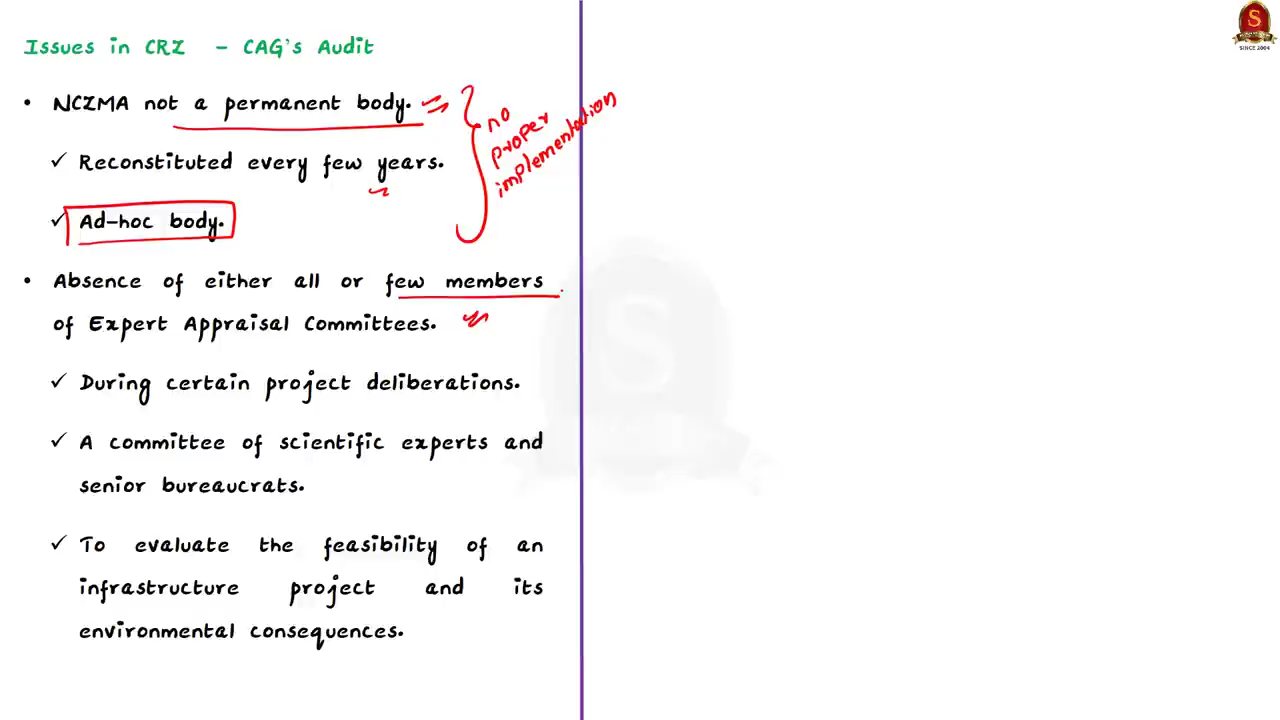 Issues in CRZ - CAG's Audit
• NCZMA not a permanent body.
✓ Reconstituted every few years.
✓ Ad-hoc body.
no
proper
implementation
• Absence of either all or few members
of Expert Appraisal Committees.
✓ During certain project deliberations.
✓ A committee of scientific experts and
senior bureaucrats.
✓ To evaluate the feasibility of an
infrastructure project and its
environmental consequences.
S
SINCE 2004
S